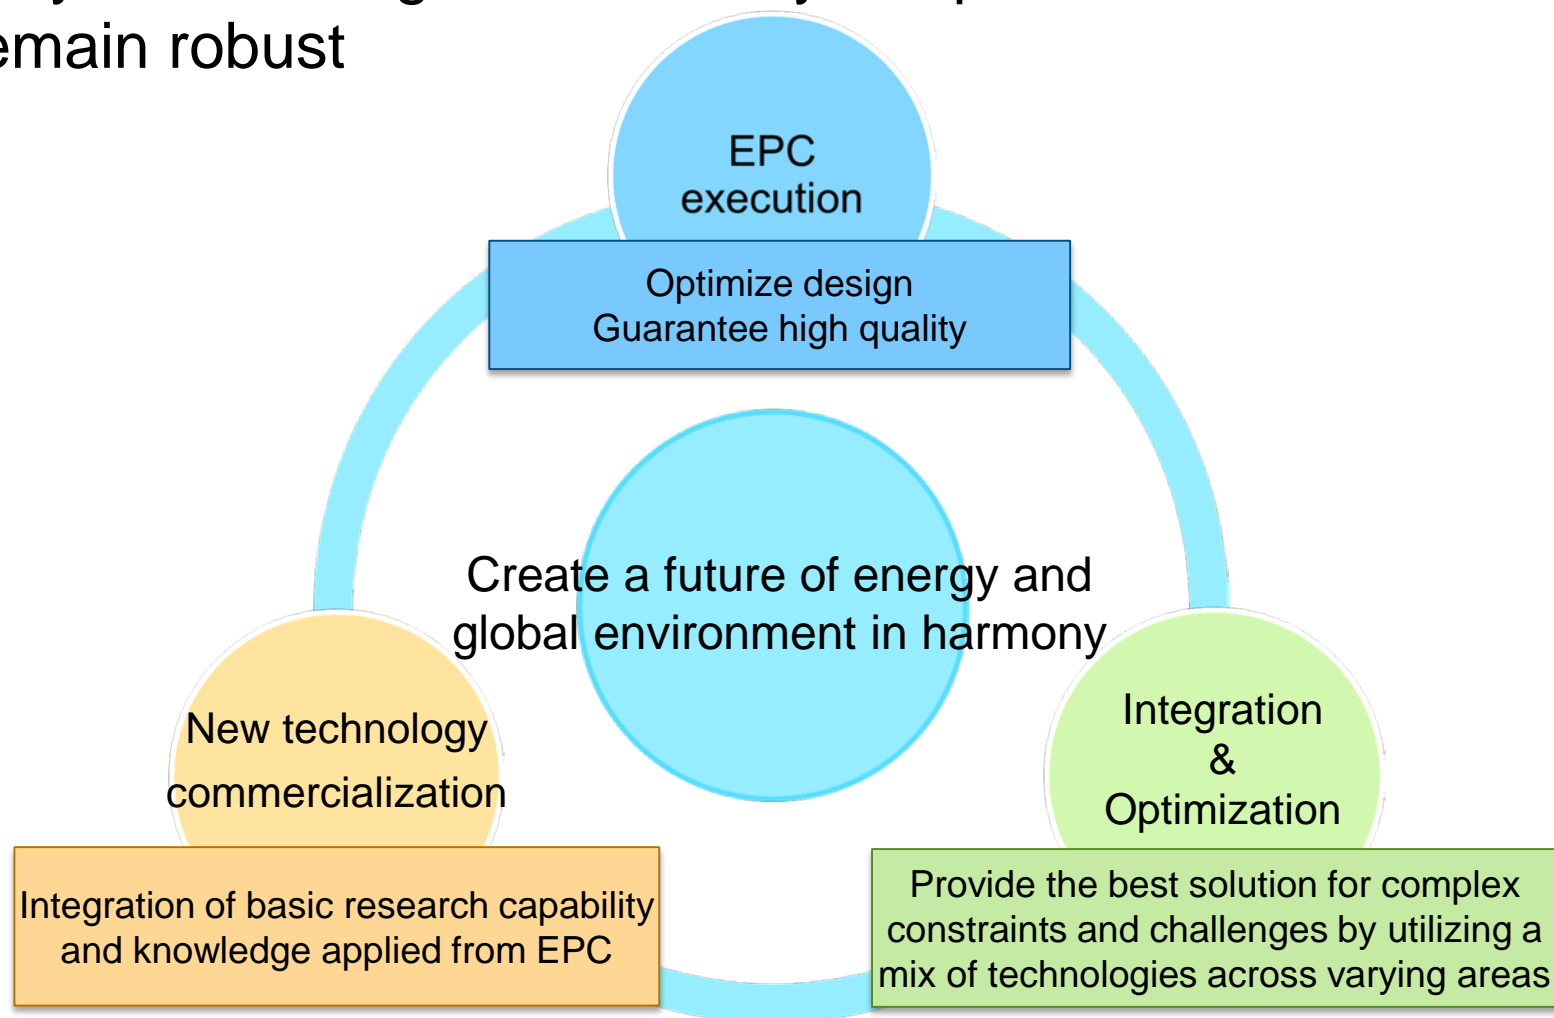 remain robust
EPC
execution
Optimize design
Guarantee high quality
Create a future of energy and
global environment in harmony
New technology
commercialization
Integration
&
Optimization
Integration of basic research capability
and knowledge applied from EPC
Provide the best solution for complex
constraints and challenges by utilizing a
mix of technologies across varying areas